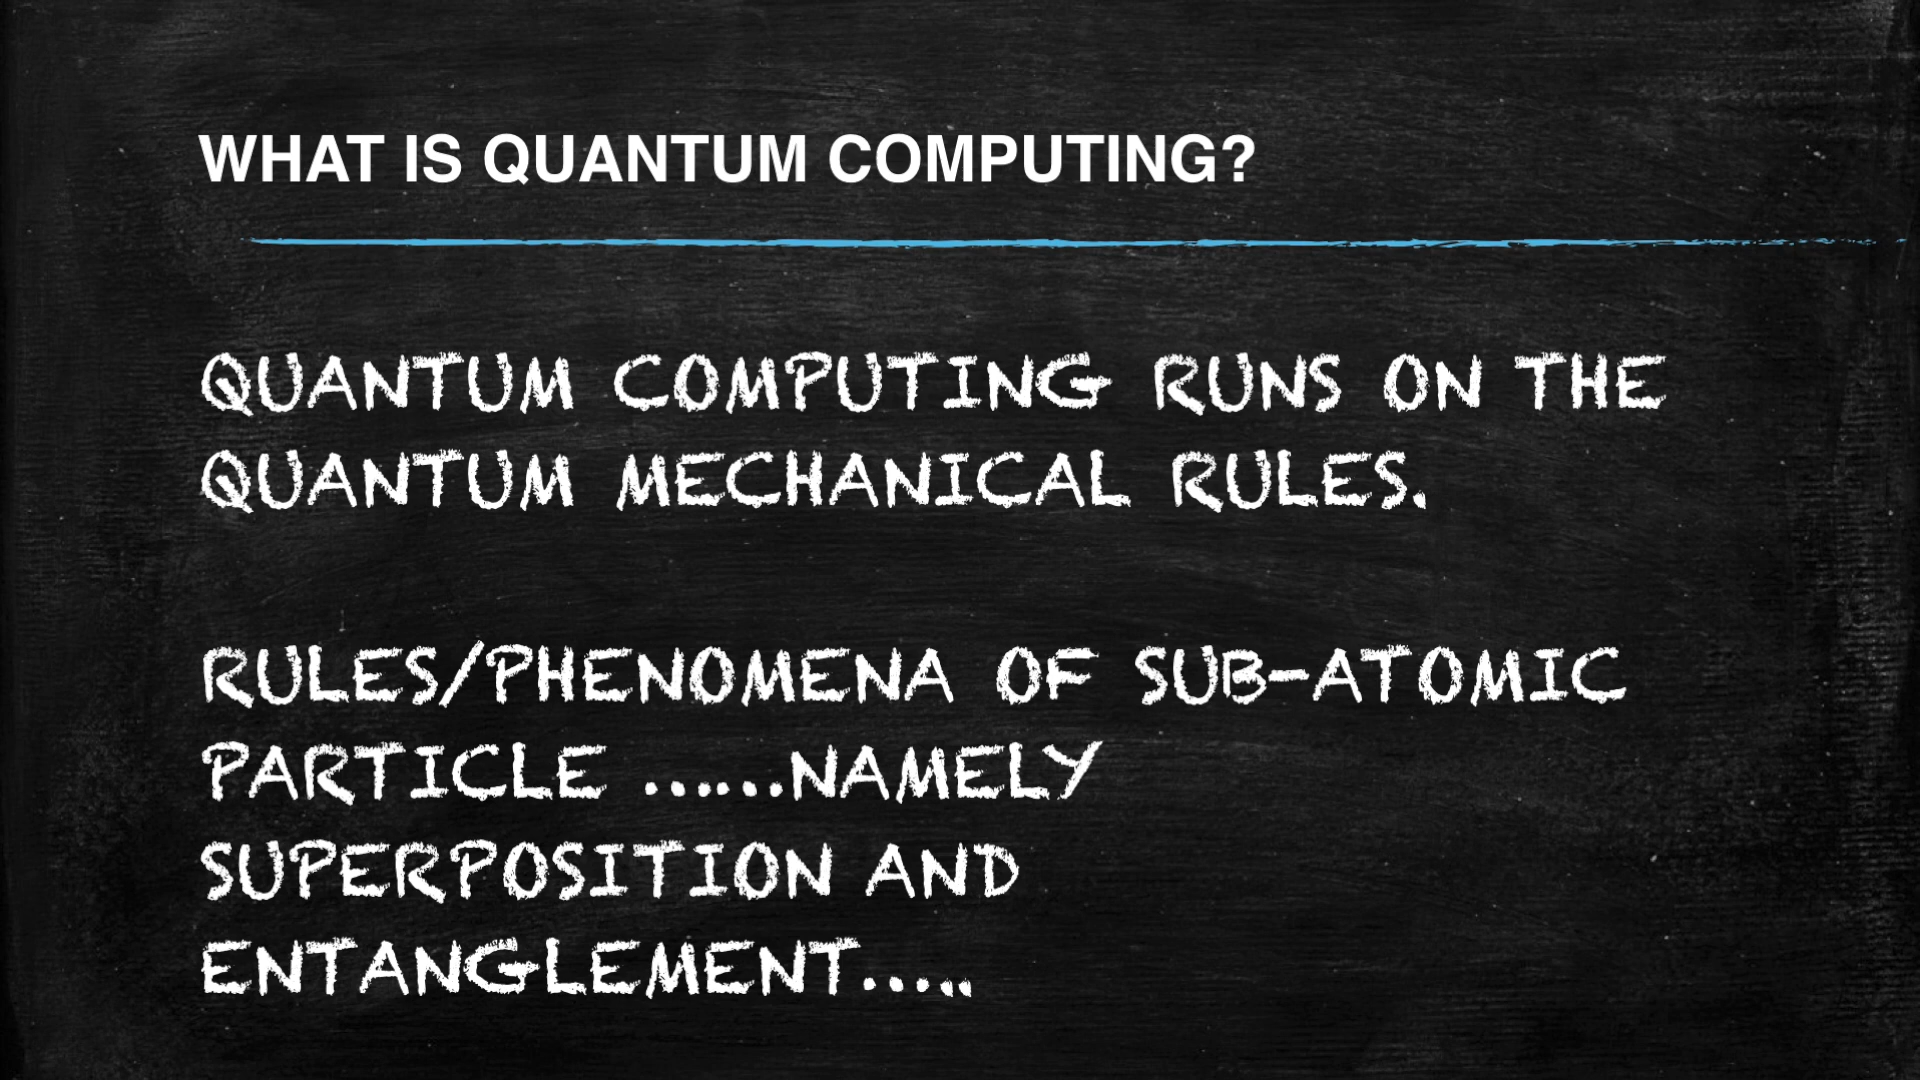 WHAT IS QUANTUM COMPUTING?
QUANTUM COMPUTING RUNS ON THE
QUANTUM MECHANICAL RULES.
RULES/PHENOMENA OF SUB-ATOMIC
PARTICLE ......NAMELY
SUPERPOSITION AND
ENTANGLEMENT.....